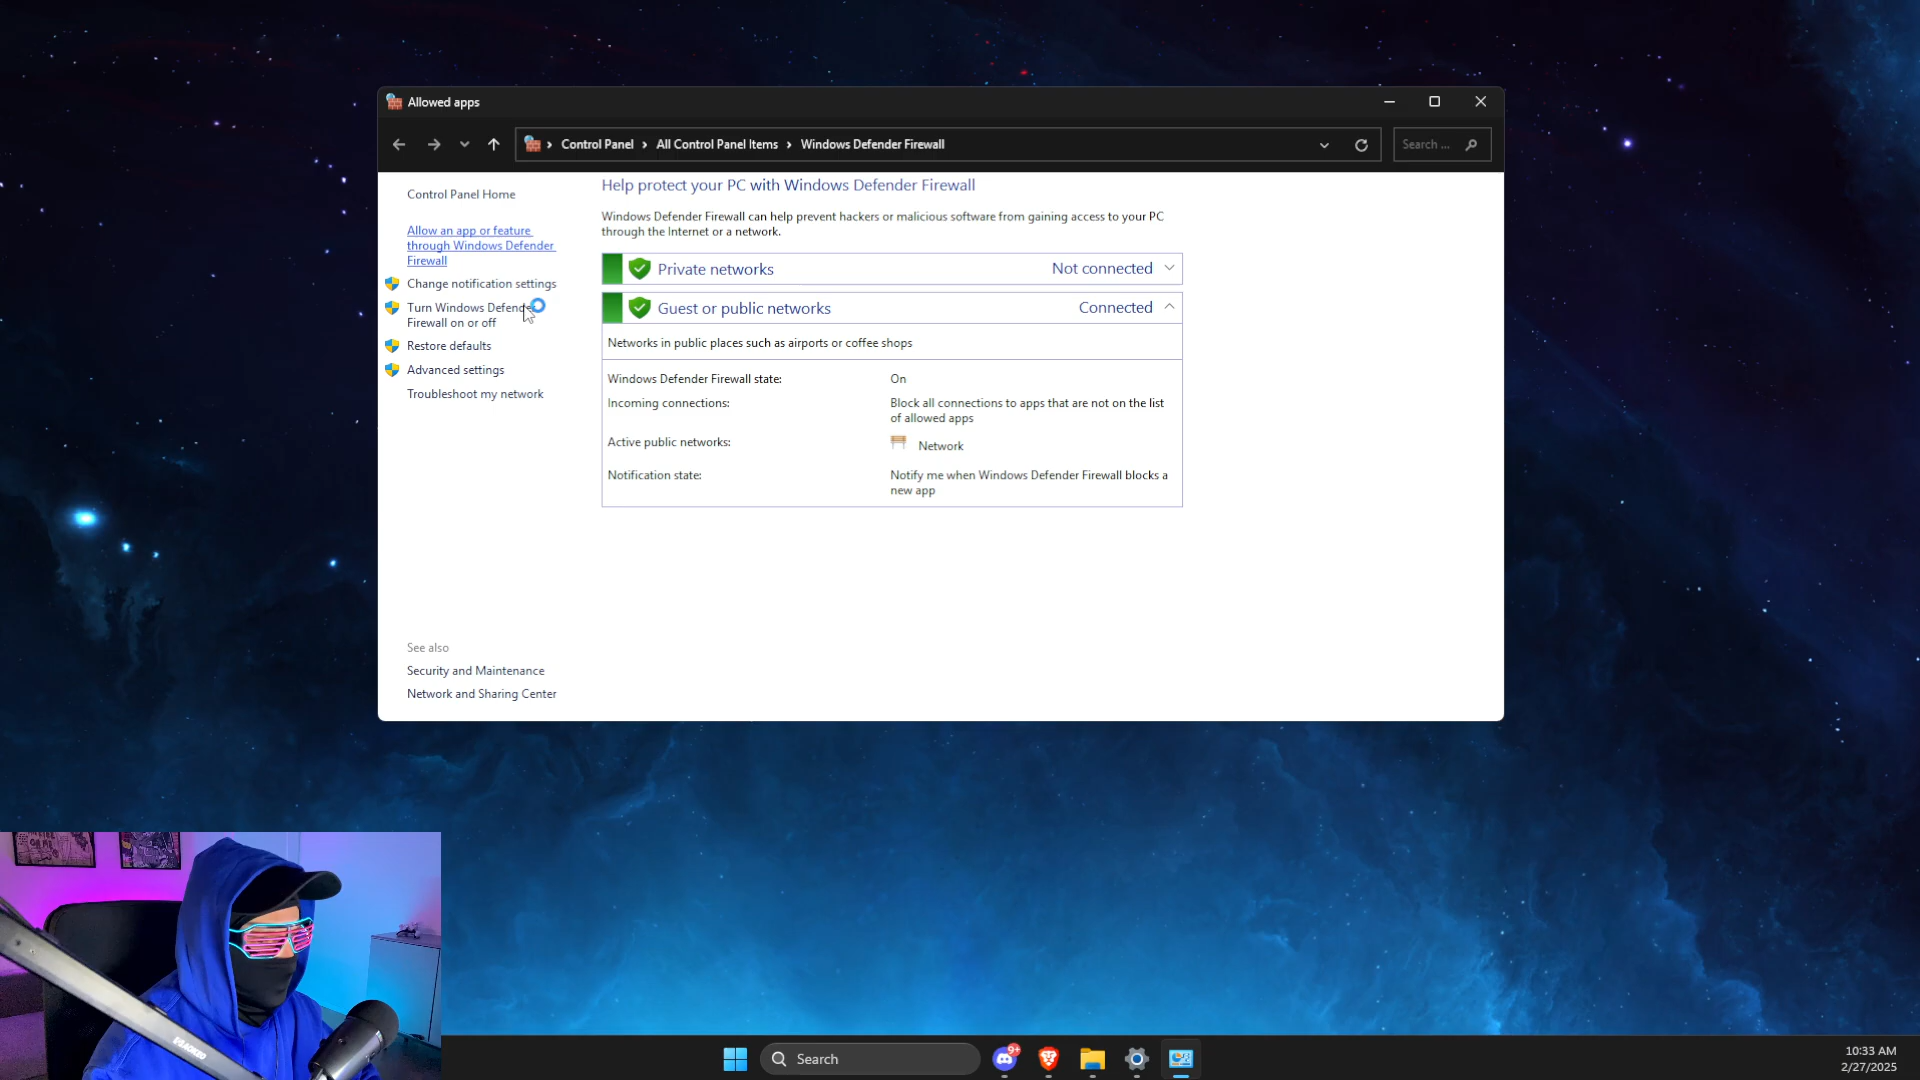 Allowed apps
Control Panel > All Control Panel Items > Windows Defender Firewall
Search ...
Control Panel Home
Allow an app or feature
through Windows Defender
Firewall
Change notification settings
Turn Windows Defender
Firewall on or off
Restore defaults
Advanced settings
Troubleshoot my network
See also
Security and Maintenance
Network and Sharing Center
Help protect your PC with Windows Defender Firewall
Windows Defender Firewall can help prevent hackers or malicious software from gaining access to your PC
through the Internet or a network.
Private networks Not connected
Guest or public networks Connected
Networks in public places such as airports or coffee shops
Windows Defender Firewall state: On
Incoming connections: Block all connections to apps that are not on the list
of allowed apps
Active public networks: Network
Notification state: Notify me when Windows Defender Firewall blocks a
new app
Search
9+
10:33 AM
2/27/2025